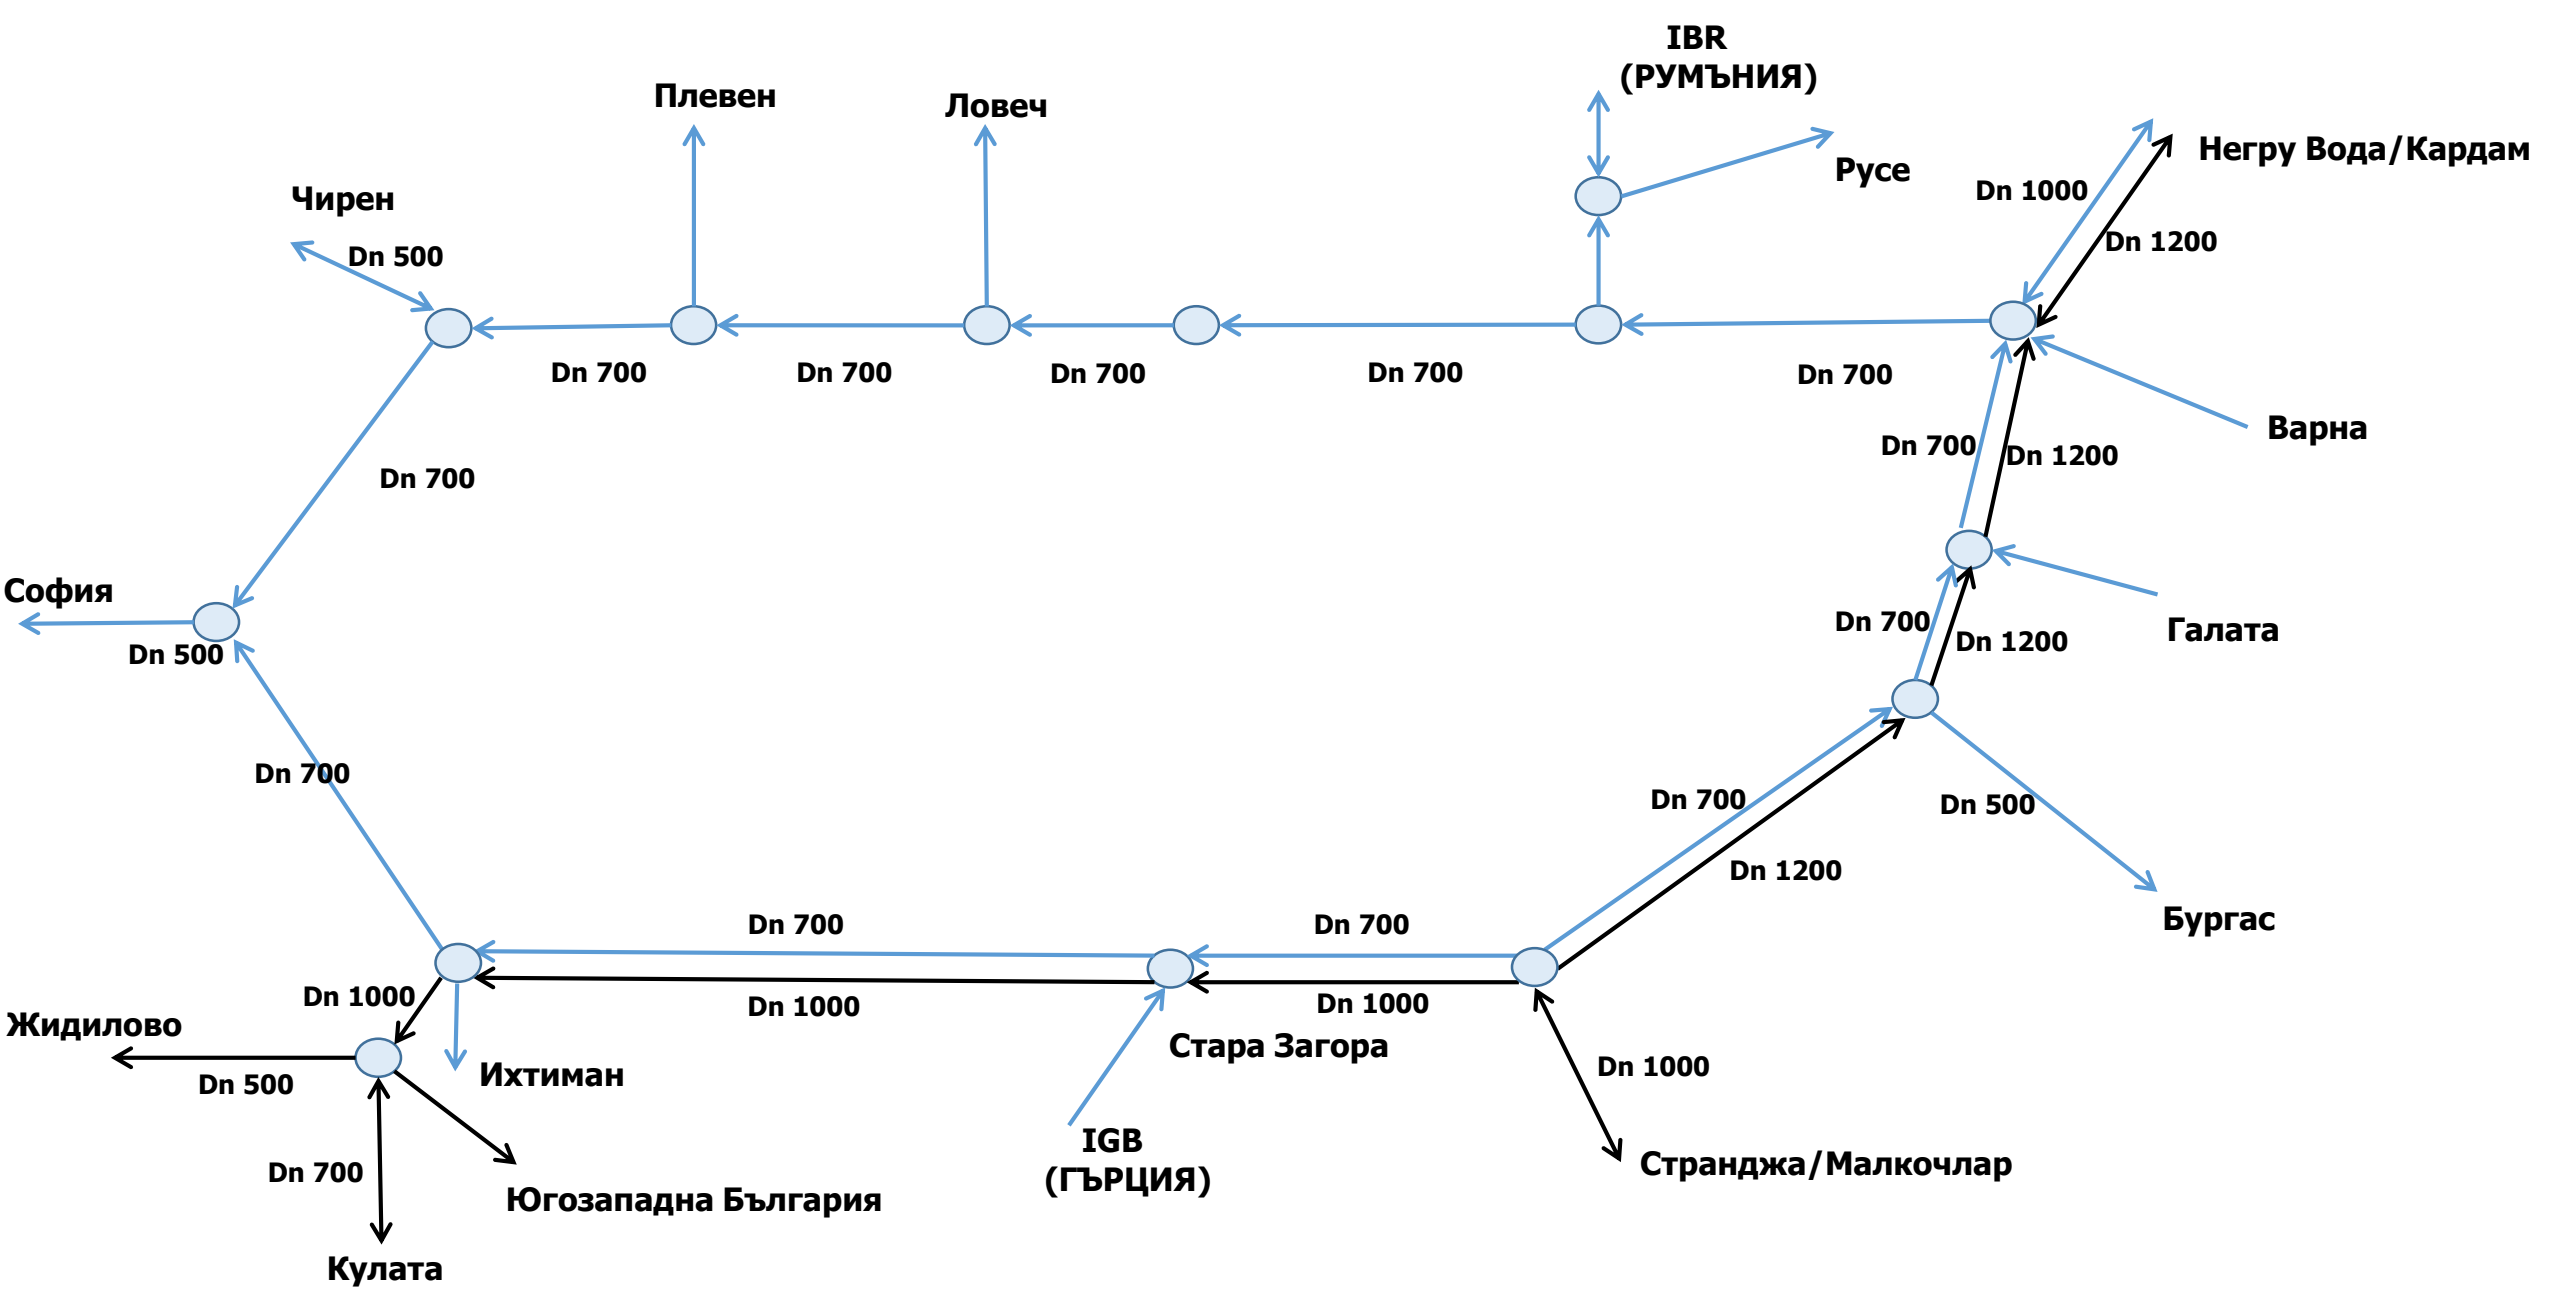 IBR
(РУМЪНИЯ)
Плевен
Ловеч
Негру Вода/Кардам
Русе
Dn 1000
Чирен
Dn 1200
Dn 500
Dn 700
Dn 700
Dn 700
Dn 700
Dn 700
Варна
Dn 700
Dn 1200
Dn 700
София
Dn 700
Галата
Dn 1200
Dn 500
Dn 700
Dn 700
Dn 500
Dn 1200
Бургас
Dn 700
Dn 700
Dn 1000
Dn 1000
Dn 1000
Жидилово
Стара Загора
Dn 1000
Ихтиман
Dn 500
IGB
(ГЪРЦИЯ)
Странджа/Малкочлар
Dn 700
Югозападна България
Кулата